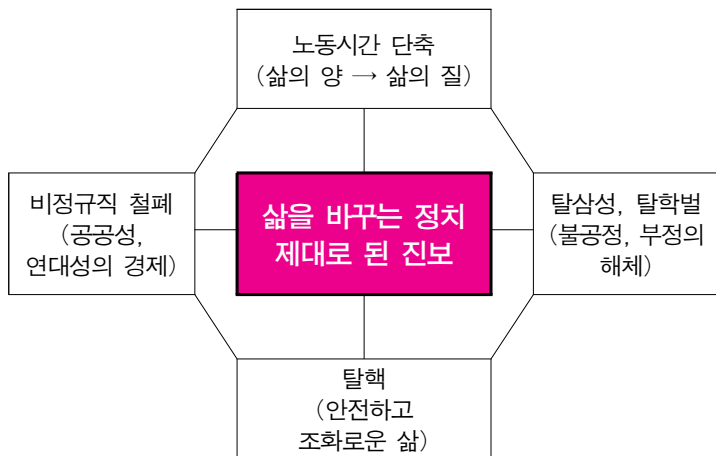 노동시간 단축
(삶의 양 → 삶의 질)
비정규직 철폐
(공공성,
연대성의 경제)
삶을 바꾸는 정치
제대로 된 진보
탈삼성, 탈학벌
(불공정, 부정의
해체)
탈핵
(안전하고
조화로운 삶)